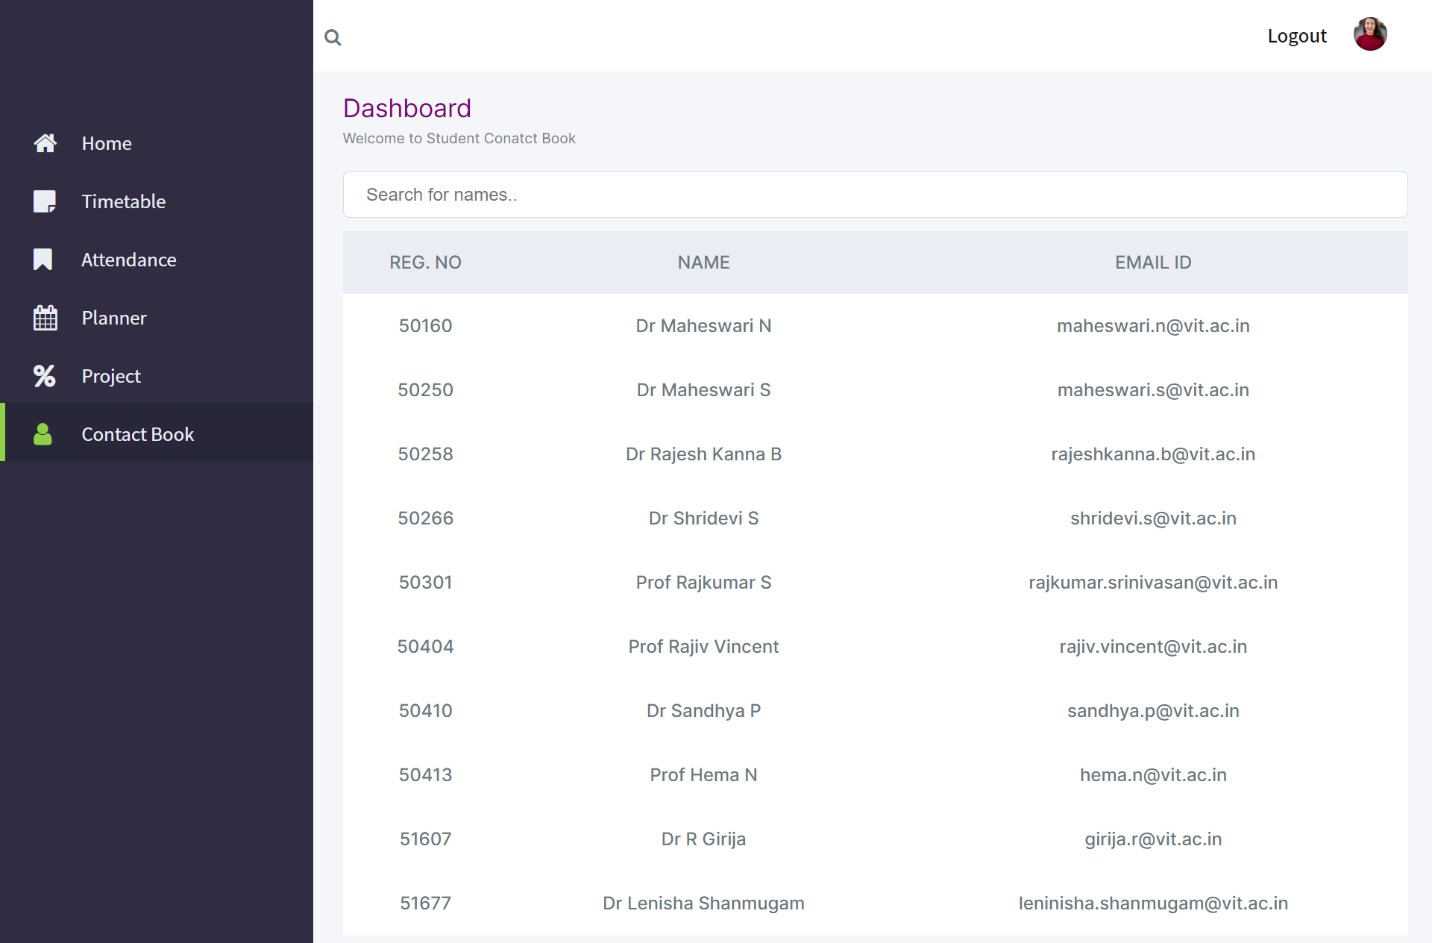 Logout
Home
Timetable
Attendance
Planner
Project
Contact Book
Dashboard
Welcome to Student Conatct Book
Search for names..
REG. NO NAME EMAIL ID
50160 Dr Maheswari N maheswari.n@vit.ac.in
50250 Dr Maheswari S maheswari.s@vit.ac.in
50258 Dr Rajesh Kanna B rajeshkanna.b@vit.ac.in
50266 Dr Shridevi S shridevi.s@vit.ac.in
50301 Prof Rajkumar S rajkumar.srinivasan@vit.ac.in
50404 Prof Rajiv Vincent rajiv.vincent@vit.ac.in
50410 Dr Sandhya P sandhya.p@vit.ac.in
50413 Prof Hema N hema.n@vit.ac.in
51607 Dr R Girija girija.r@vit.ac.in
51677 Dr Lenisha Shanmugam leninisha.shanmugam@vit.ac.in